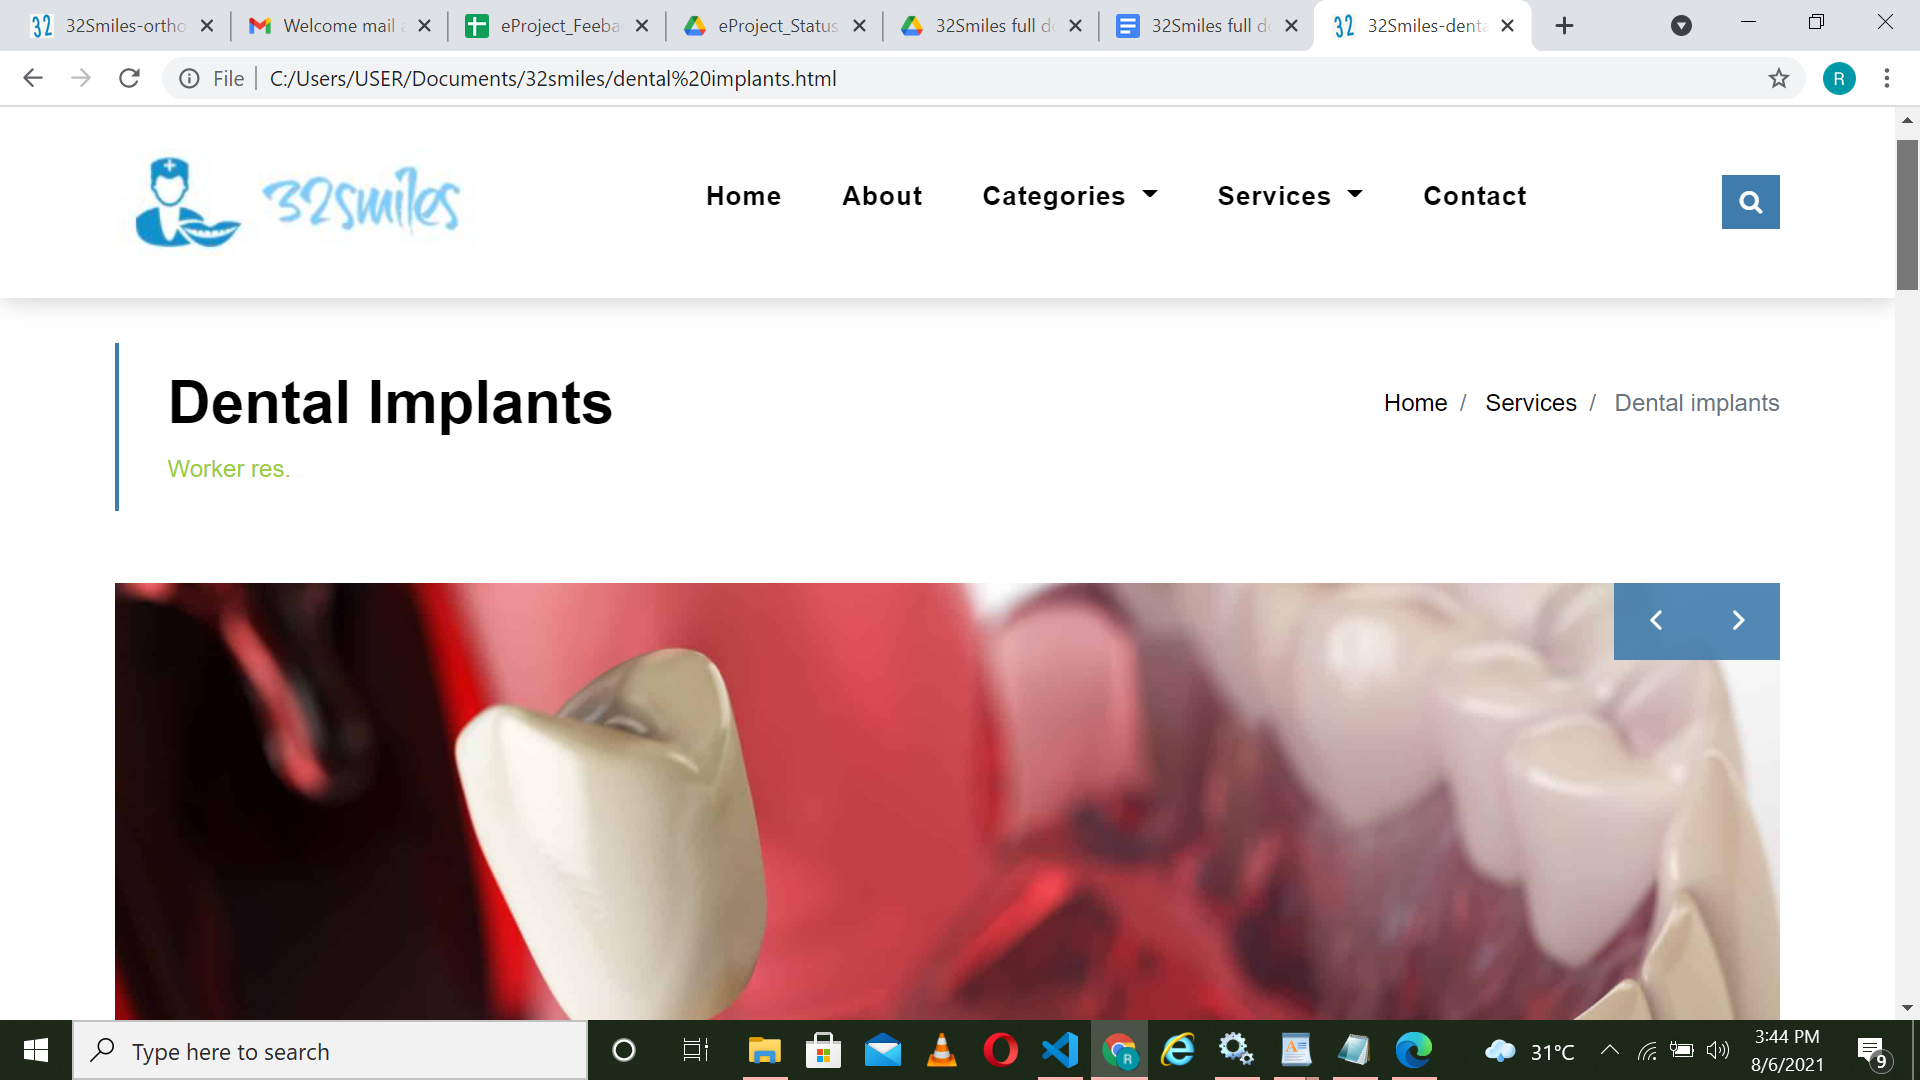 32Smiles-ortho
Welcome mail a
eProject_Feeba
eProject_Status
32Smiles full do
32Smiles full do
32Smiles-denta
File
C:/Users/USER/Documents/32smiles/dental%20implants.html
R
32smiles
Home
About
Categories
Services
Contact
Dental Implants
Home / Services / Dental implants
Worker res.
Type here to search
31°C
3:44 PM
8/6/2021
9